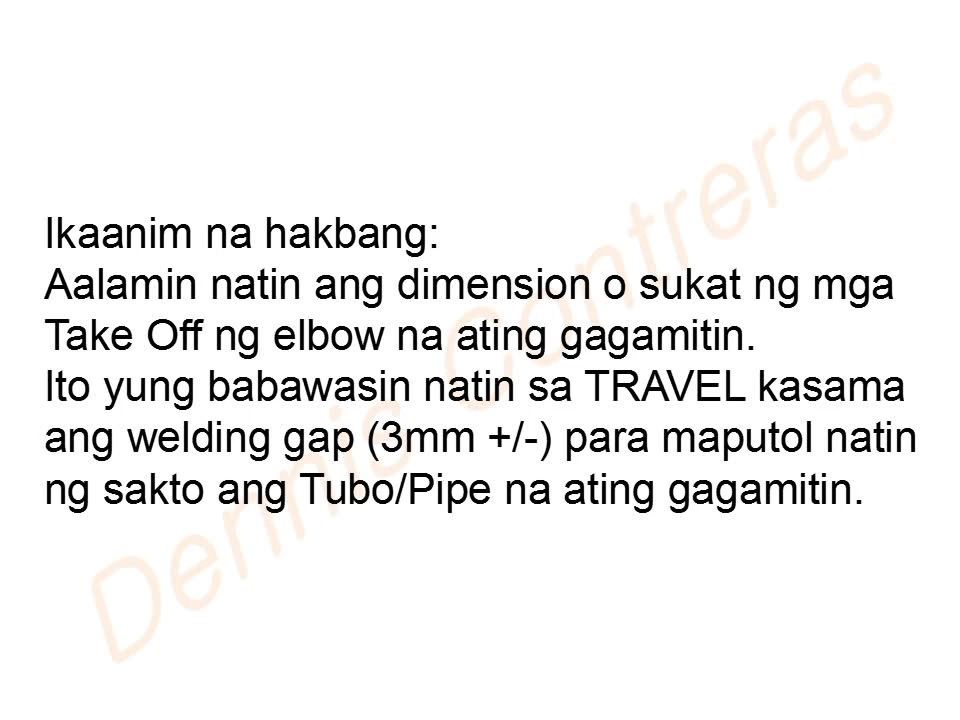 Ikaanim na hakbang:
Aalamin natin ang dimension o sukat ng mga
Take Off ng elbow na ating gagamitin.
Ito yung babawasin natin sa TRAVEL kasama
ang welding gap (3mm +/-) para maputol natin
ng sakto ang Tubo/Pipe na ating gagamitin.
Dennis Contreras